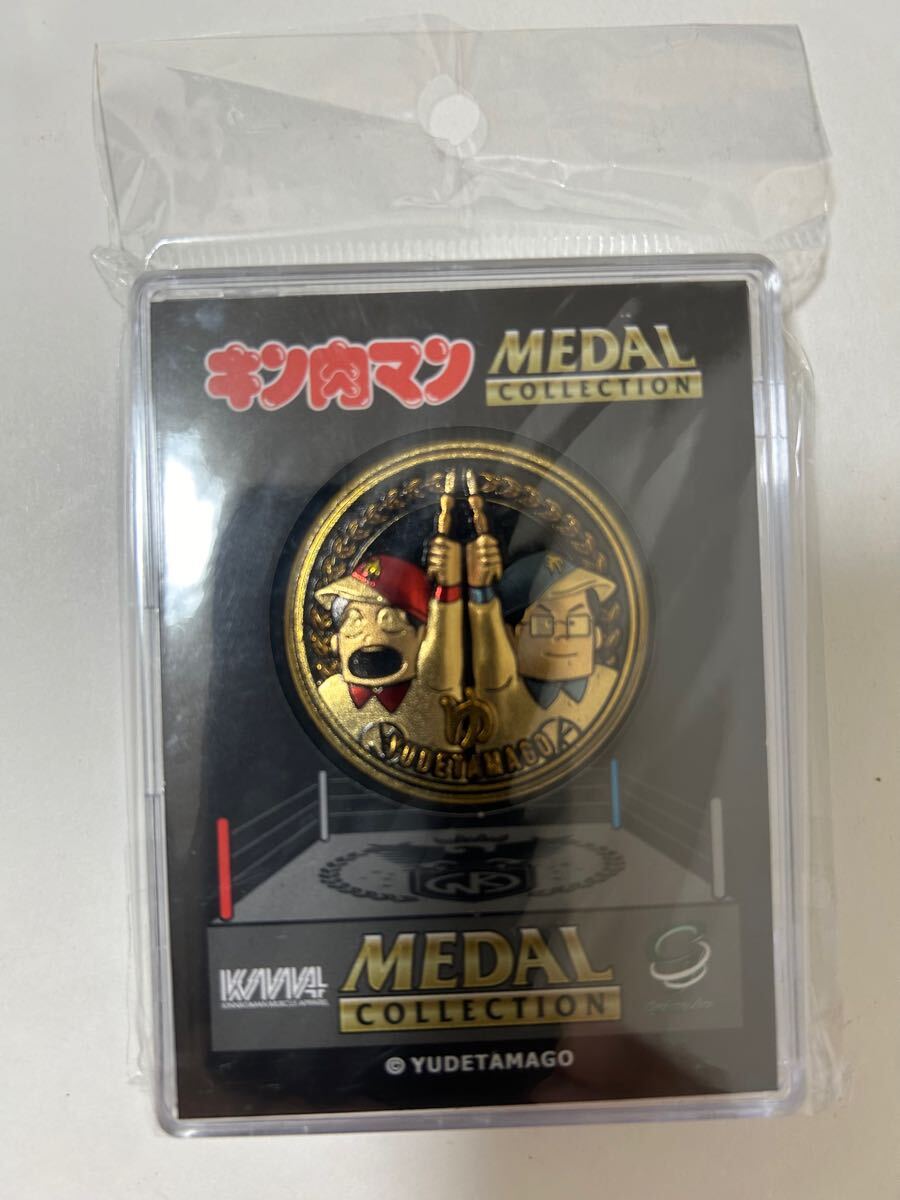 キン肉マン
MEDAL
COLLECTION
ゆ
YUDETAMAGO
MEDAL
COLLECTION
KINNIKUMAN MUSCLE APPAREL
© YUDETAMAGO